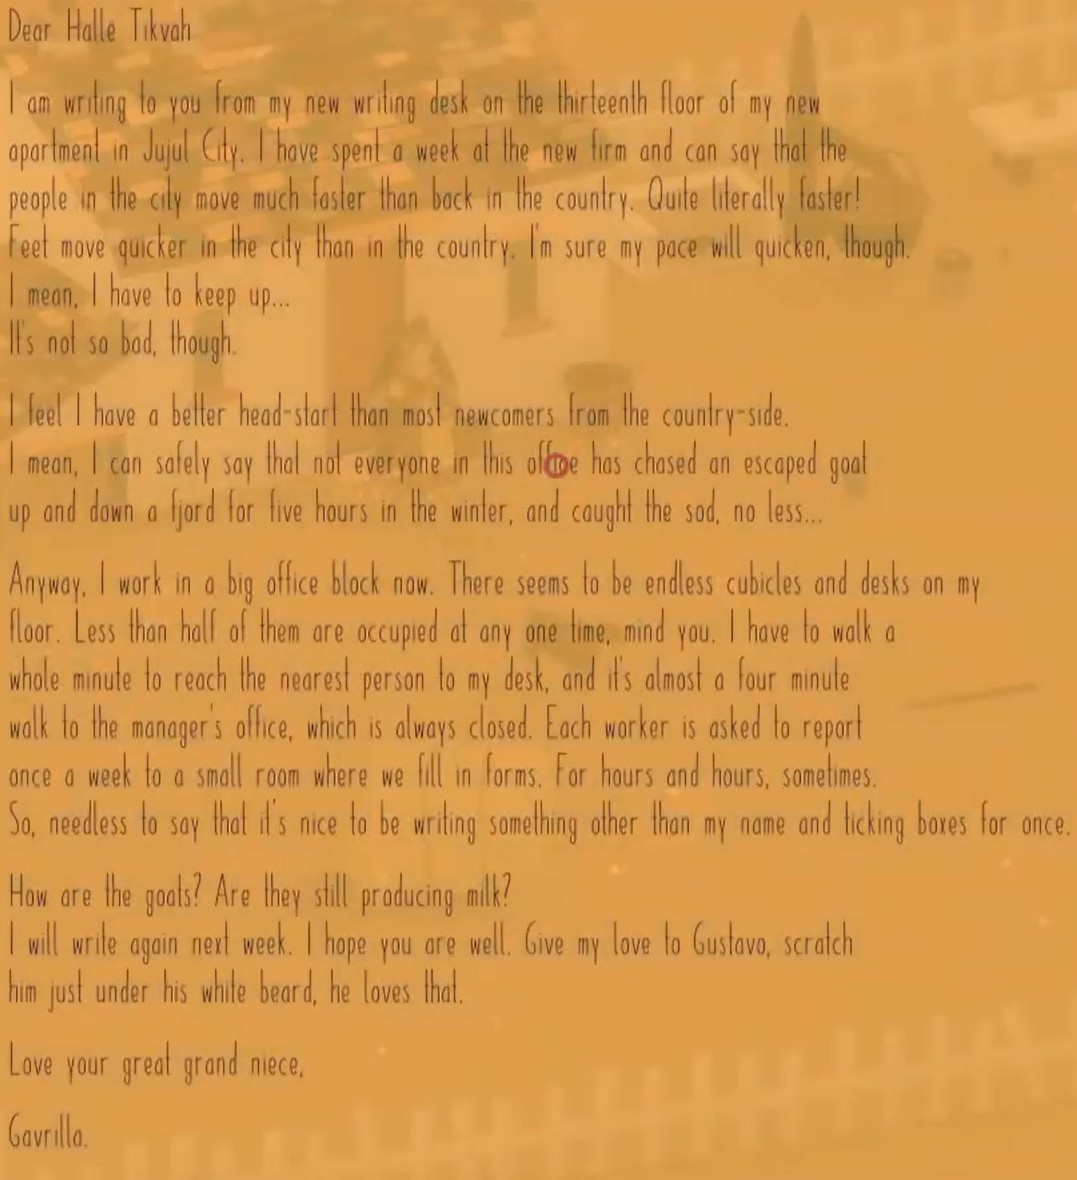 Dear Halle Tikvah
I am writing to you from my new writing desk on the thirteenth floor of my new
apartment in Jujul City. I have spent a week at the new firm and can say that the
people in the city move much faster than back in the country. Quite literally faster!
Feet move quicker in the city than in the country. I'm sure my pace will quicken, though.
I mean, I have to keep up...
It's not so bad, though.
I feel I have a better head-start than most newcomers from the country-side.
I mean, I can safely say that not everyone in this office has chased an escaped goat
up and down a fjord for five hours in the winter, and caught the sod, no less...
Anyway, I work in a big office block now. There seems to be endless cubicles and desks on my
floor. Less than half of them are occupied at any one time, mind you. I have to walk a
whole minute to reach the nearest person to my desk, and it's almost a four minute
walk to the manager's office, which is always closed. Each worker is asked to report
once a week to a small room where we fill in forms. For hours and hours, sometimes.
So, needless to say that it's nice to be writing something other than my name and ticking boxes for once.
How are the goats? Are they still producing milk?
I will write again next week. I hope you are well. Give my love to Gustavo, scratch
him just under his white beard, he loves that.
Love your great grand niece,
Gavrilla.